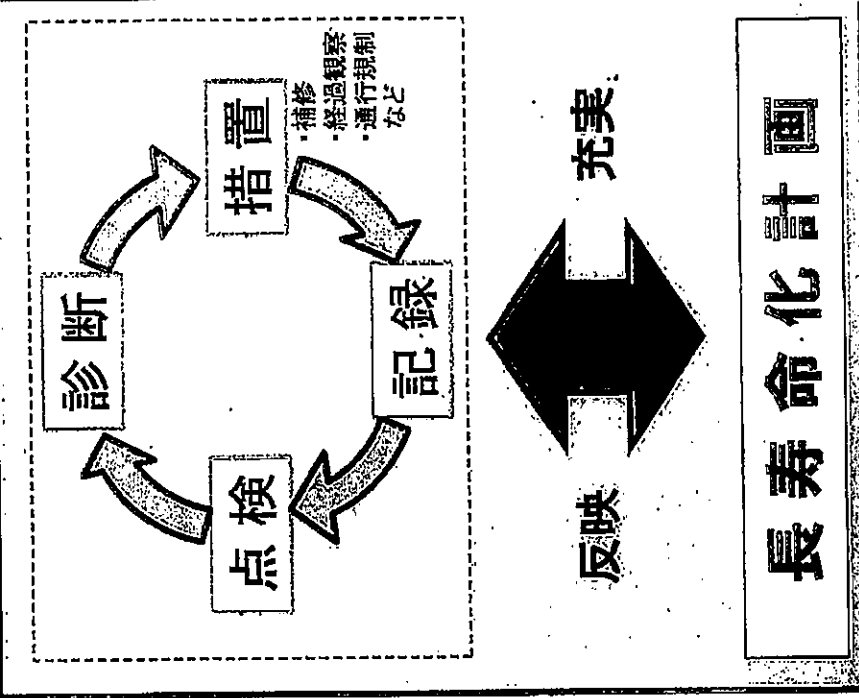 点検
診断
措置
・補修
・経過観察
・通行規制
など
記録
反映
充実
長寿命化計画